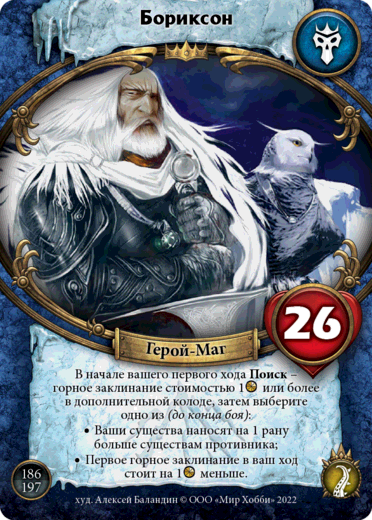 Бориксон
26
Герой-Маг
В начале вашего первого хода Поиск –
горное заклинание стоимостью 1 или более
в дополнительной колоде, затем выберите
одно из (до конца боя):
• Ваши существа наносят на 1 рану
больше существам противника;
• Первое горное заклинание в ваш ход
стоит на 1 меньше.
186
197
худ. Алексей Баландин © ООО «Мир Хобби» 2022